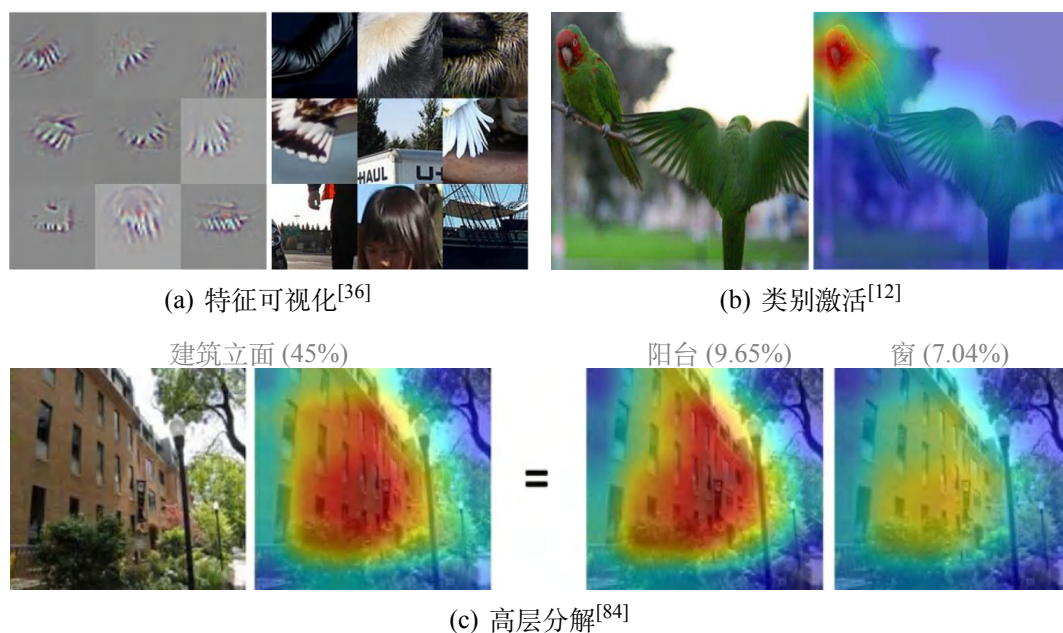 HAUL U-
(a) 特征可视化[36]
(b) 类别激活[12]
建筑立面 (45%)
阳台 (9.65%)
窗 (7.04%)
=
(c) 高层分解[84]